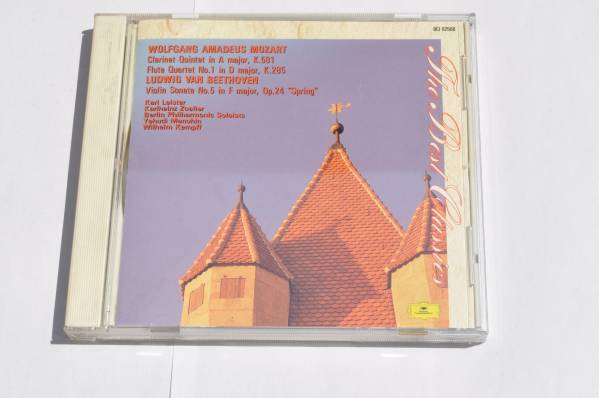 WOLFGANG AMADEUS MOZART
Clarinet Quintet in A major, K.581
Flute Quartet No.1 in D major, K.285
LUDWIG VAN BEETHOVEN
Violin Sonata No.5 in F major, Op.24 "Spring"
Karl Leister
Karlheinz Zoeller
Berlin Philharmonic Soloists
Yehudi Menuhin
Wilhelm Kempff
The Best Classics